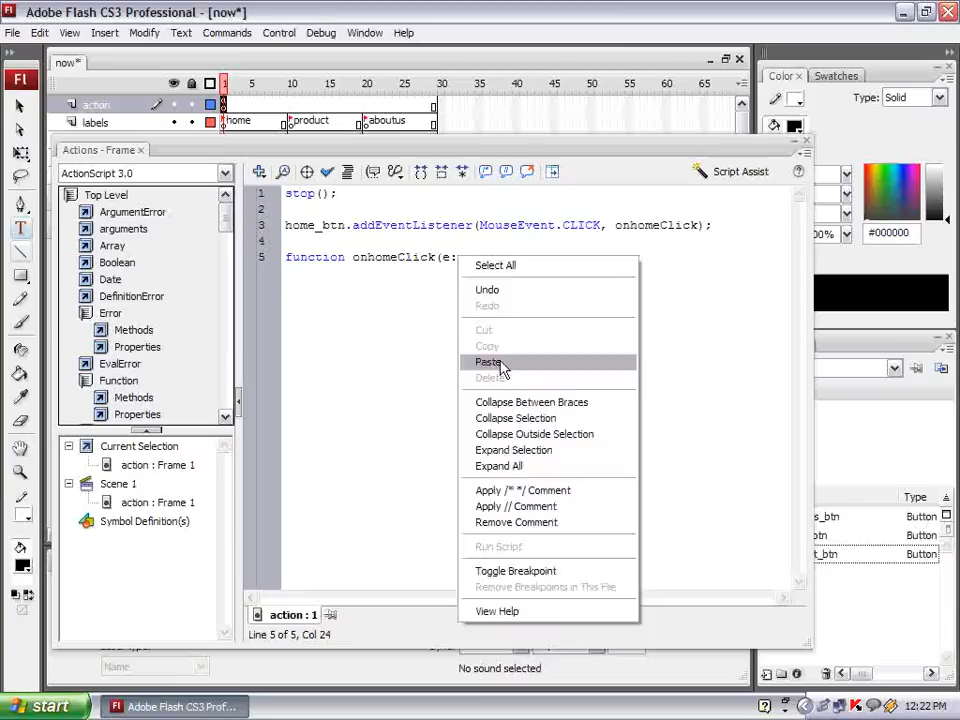 Fl Adobe Flash CS3 Professional - [now*]
File Edit View Insert Modify Text Commands Control Debug Window Help
now*
1 5 10 15 20 25 30 35 40 45 50 55 60 65
action
labels home product aboutus
Color × Swatches
Type: Solid
#000000
Actions - Frame ×
ActionScript 3.0
Script Assist
Top Level
ArgumentError
arguments
Array
Boolean
Date
DefinitionError
Error
Methods
Properties
EvalError
Function
Methods
Properties
Current Selection
action : Frame 1
Scene 1
action : Frame 1
Symbol Definition(s)
1 stop();
2
3 home_btn.addEventListener(MouseEvent.CLICK, onhomeClick);
4
5 function onhomeClick(e:
Select All
Undo
Redo
Cut
Copy
Paste
Delete
Collapse Between Braces
Collapse Selection
Collapse Outside Selection
Expand Selection
Expand All
Apply /* */ Comment
Apply // Comment
Remove Comment
Run Script
Toggle Breakpoint
Remove Breakpoints in This File
View Help
action : 1
Line 5 of 5, Col 24
Name
No sound selected
Type
s_btn Button
btn Button
t_btn Button
start
Fl Adobe Flash CS3 Prof...
12:22 PM